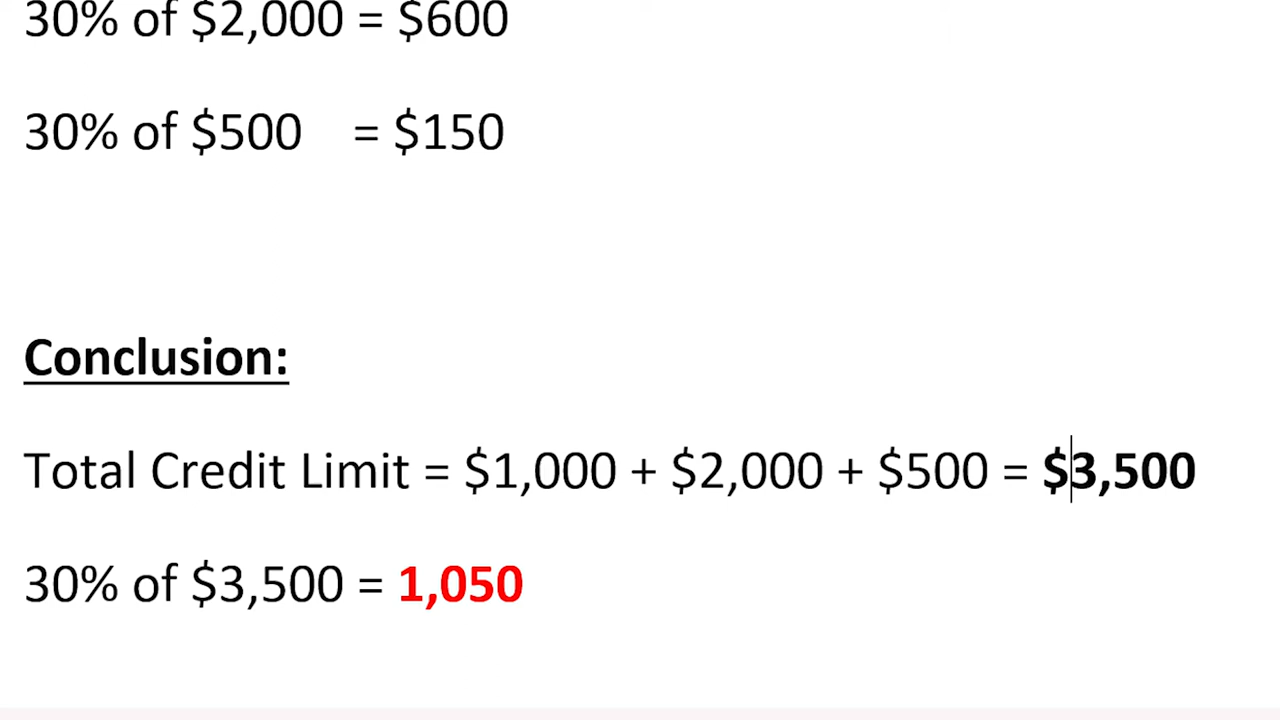 30% of $2,000 = $600
30% of $500 = $150
Conclusion:
Total Credit Limit = $1,000 + $2,000 + $500 = $3,500
30% of $3,500 = 1,050